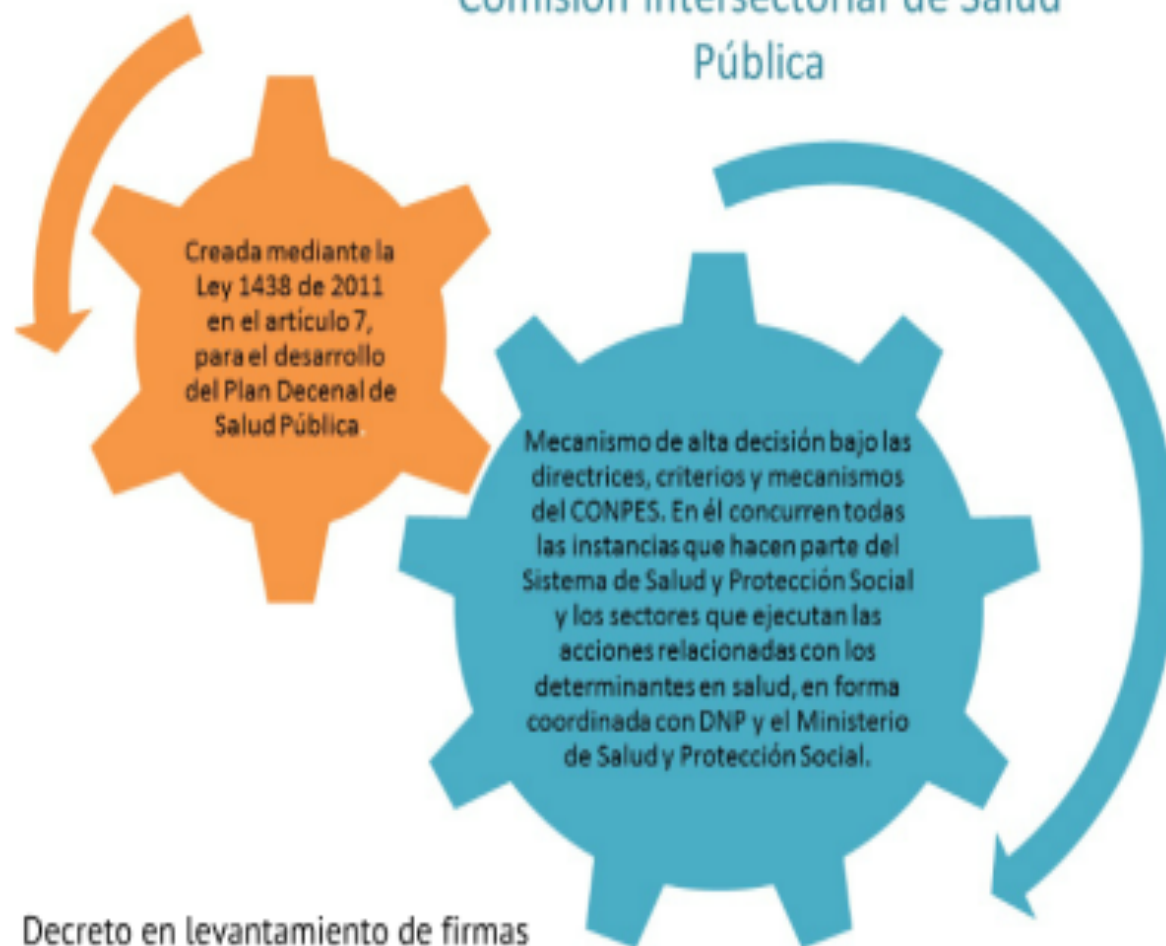 Comisión Intersectorial de Salud
Pública
Creada mediante la
Ley 1438 de 2011
en el artículo 7,
para el desarrollo
del Plan Decenal de
Salud Pública.
Mecanismo de alta decisión bajo las
directrices, criterios y mecanismos
del CONPES. En él concurren todas
las instancias que hacen parte del
Sistema de Salud y Protección Social
y los sectores que ejecutan las
acciones relacionadas con los
determinantes en salud, en forma
coordinada con DNP y el Ministerio
de Salud y Protección Social.
Decreto en levantamiento de firmas